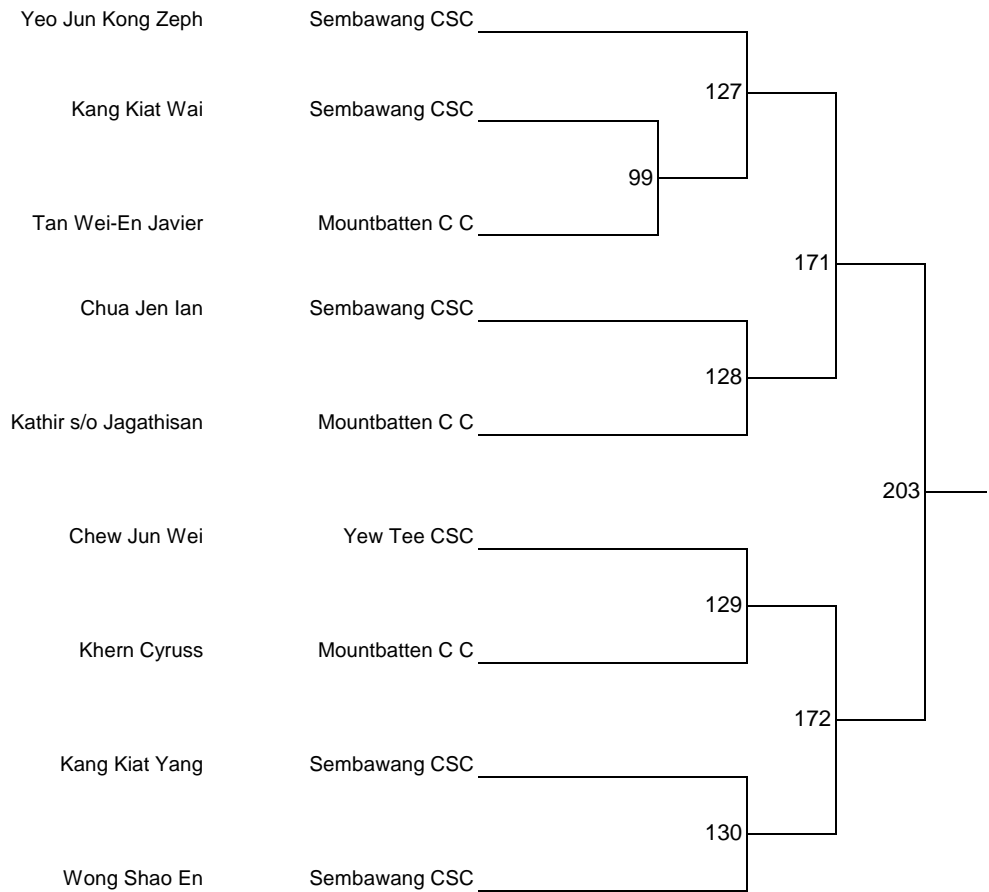 Yeo Jun Kong Zeph Sembawang CSC
127
Kang Kiat Wai Sembawang CSC
99
Tan Wei-En Javier Mountbatten C C
171
Chua Jen Ian Sembawang CSC
128
Kathir s/o Jagathisan Mountbatten C C
203
Chew Jun Wei Yew Tee CSC
129
Khern Cyruss Mountbatten C C
172
Kang Kiat Yang Sembawang CSC
130
Wong Shao En Sembawang CSC